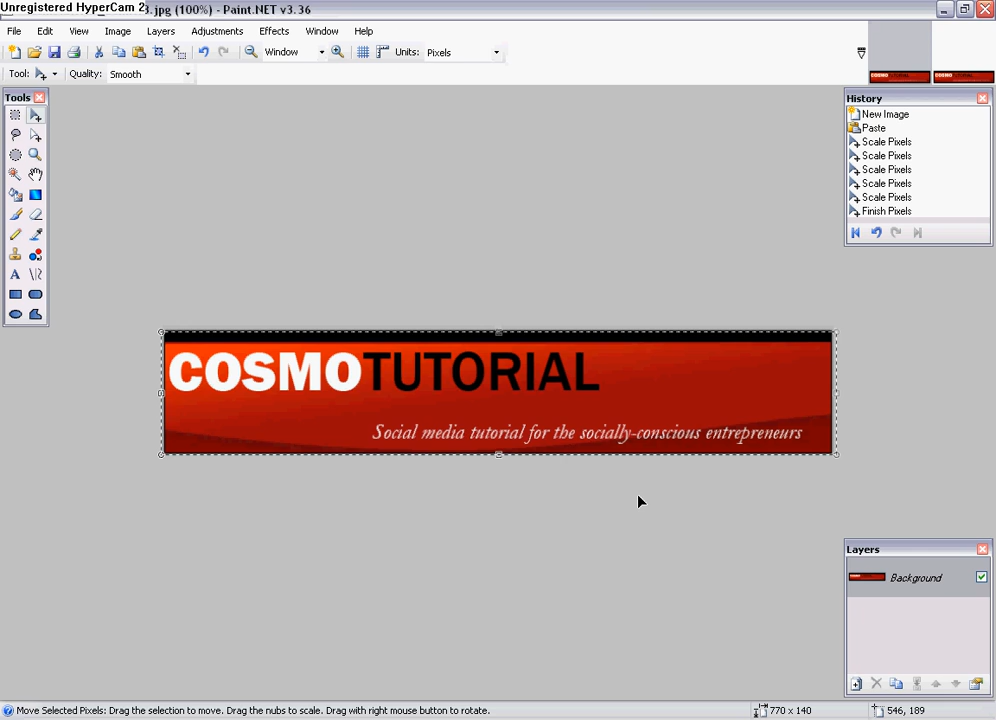 Unregistered HyperCam 2
.jpg (100%) - Paint.NET v3.36
File Edit View Image Layers Adjustments Effects Window Help
Window Units: Pixels
Tool: Quality: Smooth
Tools
History
New Image
Paste
Scale Pixels
Scale Pixels
Scale Pixels
Scale Pixels
Scale Pixels
Finish Pixels
COSMOTUTORIAL
Social media tutorial for the socially-conscious entrepreneurs
Layers
Background
Move Selected Pixels: Drag the selection to move. Drag the nubs to scale. Drag with right mouse button to rotate.
770 x 140
546, 189